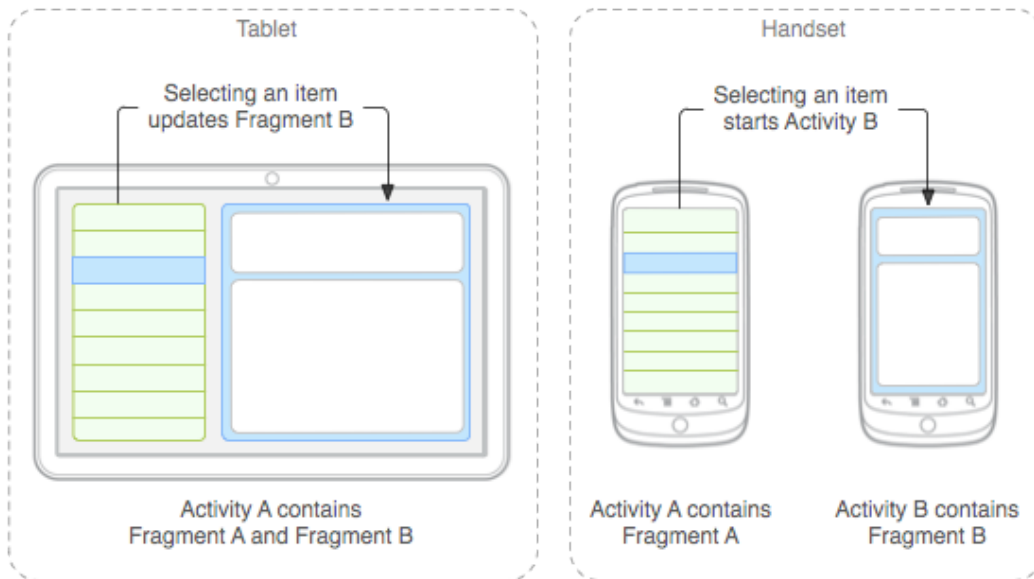 Tablet
Selecting an item
updates Fragment B
Activity A contains
Fragment A and Fragment B
Handset
Selecting an item
starts Activity B
Activity A contains
Fragment A
Activity B contains
Fragment B